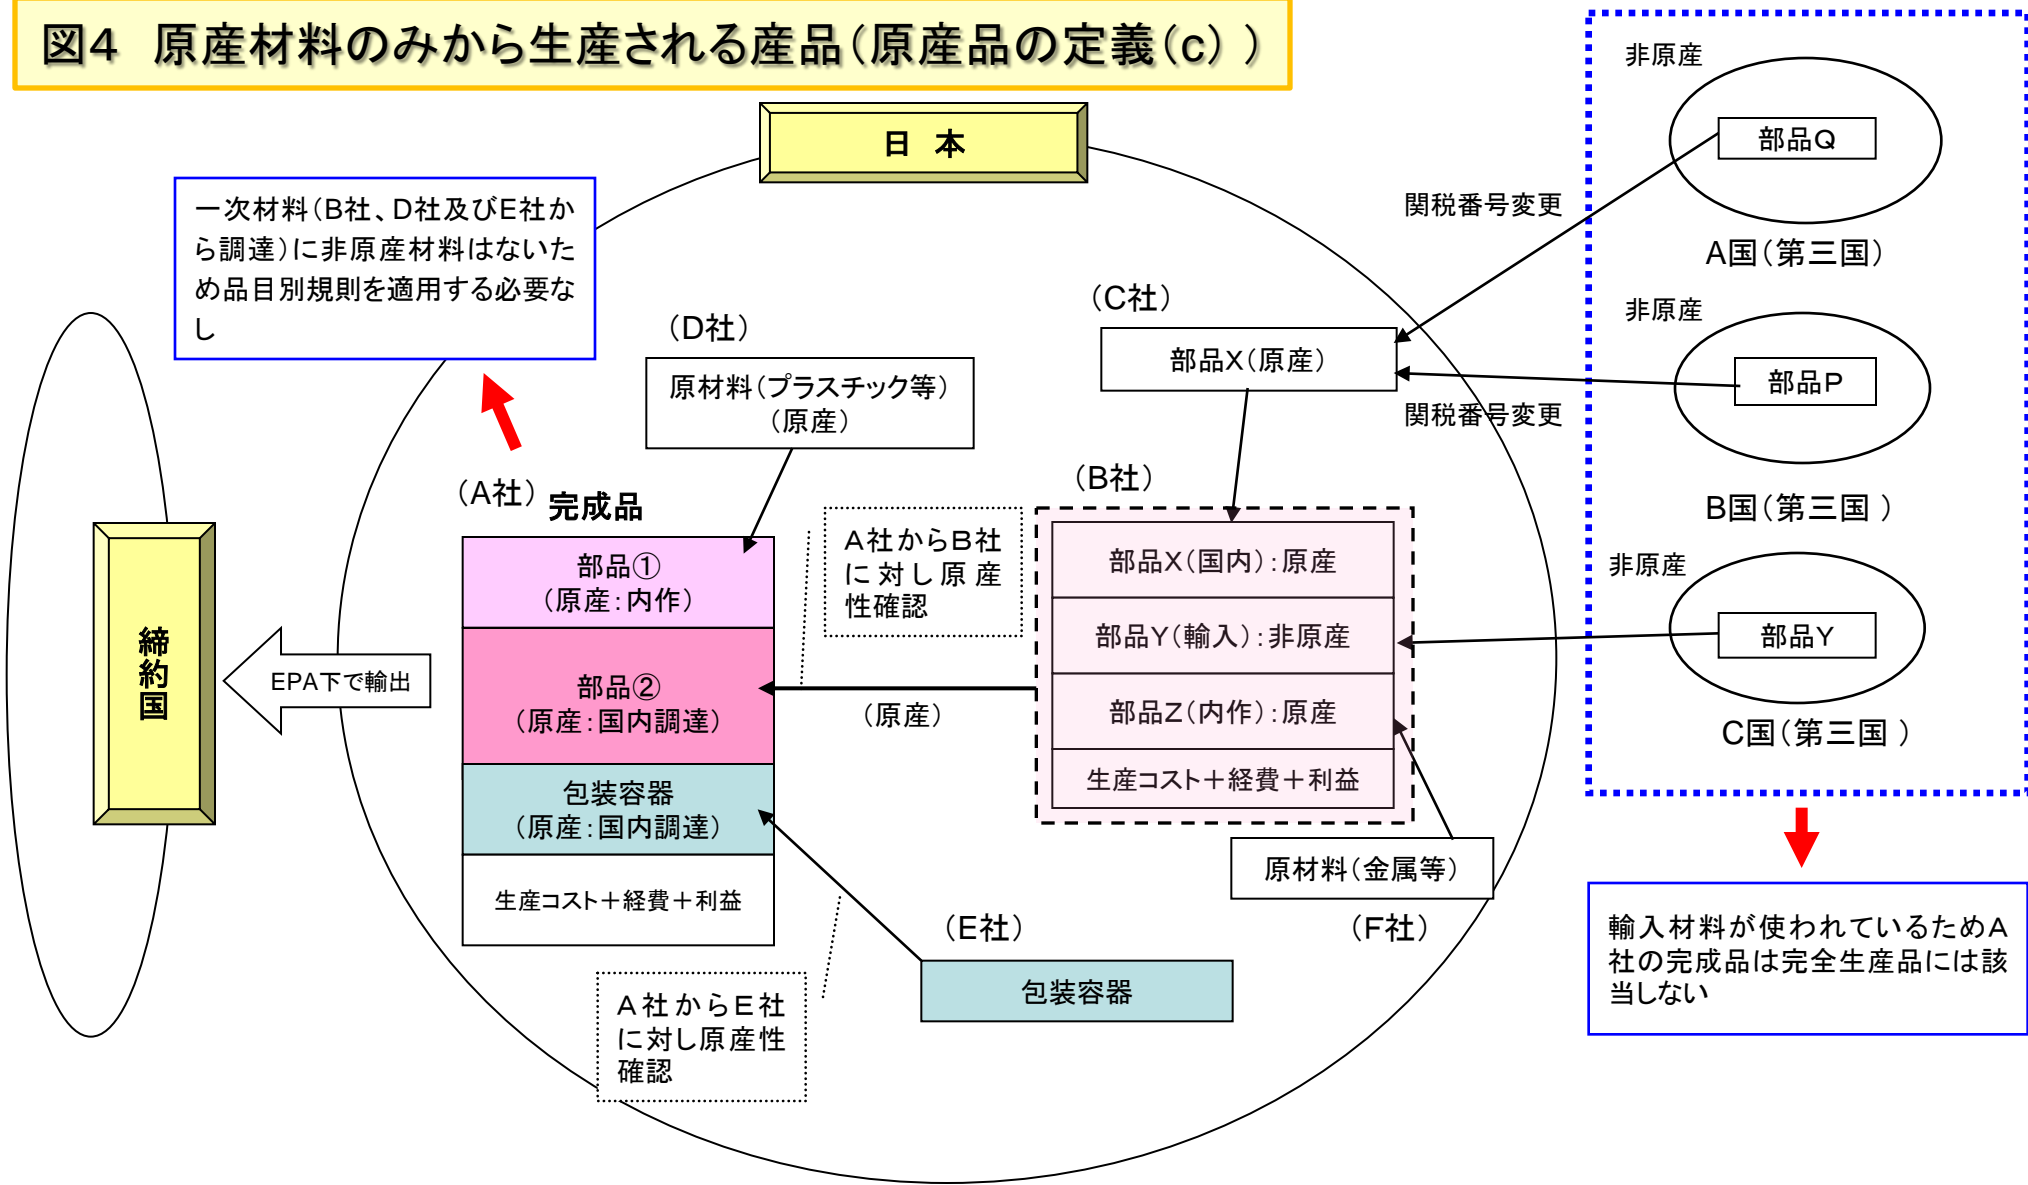 図４　原産材料のみから生産される産品（原産品の定義（c））
日 本
非原産
部品Ｑ
関税番号変更
A国（第三国）
一次材料（B社、D社及びE社か
ら調達）に非原産材料はないた
め品目別規則を適用する必要な
し
（C社）
部品Ｘ（原産）
非原産
部品Ｐ
関税番号変更
B国（第三国 ）
（D社）
原材料（プラスチック等）
（原産）
（A社）
完成品
部品①
（原産：内作）
部品②
（原産：国内調達）
包装容器
（原産：国内調達）
生産コスト＋経費＋利益
Ａ社からＢ社
に対し原産
性確認
（原産）
（B社）
部品Ｘ（国内）：原産
部品Ｙ（輸入）：非原産
部品Ｚ（内作）：原産
生産コスト＋経費＋利益
非原産
部品Ｙ
C国（第三国 ）
締約国
EPA下で輸出
原材料（金属等）
（F社）
（E社）
包装容器
Ａ社からＥ社
に対し原産性
確認
輸入材料が使われているためＡ
社の完成品は完全生産品には該
当しない